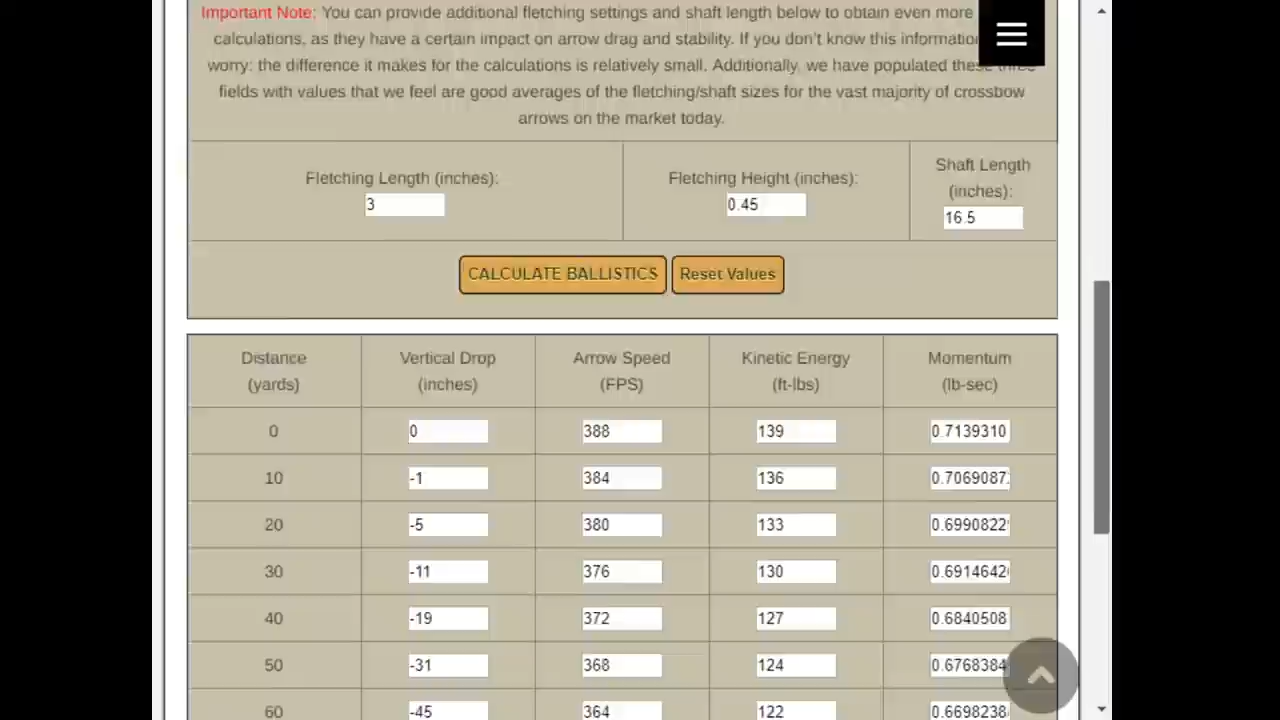 Important Note: You can provide additional fletching settings and shaft length below to obtain even more
calculations, as they have a certain impact on arrow drag and stability. If you don't know this information
worry: the difference it makes for the calculations is relatively small. Additionally, we have populated these three
fields with values that we feel are good averages of the fletching/shaft sizes for the vast majority of crossbow
arrows on the market today.
Fletching Length (inches):
3
Fletching Height (inches):
0.45
Shaft Length
(inches):
16.5
CALCULATE BALLISTICS Reset Values
Distance (yards) Vertical Drop (inches) Arrow Speed (FPS) Kinetic Energy (ft-lbs) Momentum (lb-sec)
0 0 388 139 0.7139310
10 -1 384 136 0.7069087
20 -5 380 133 0.6990822
30 -11 376 130 0.6914642
40 -19 372 127 0.6840508
50 -31 368 124 0.6768384
60 -45 364 122 0.6698238